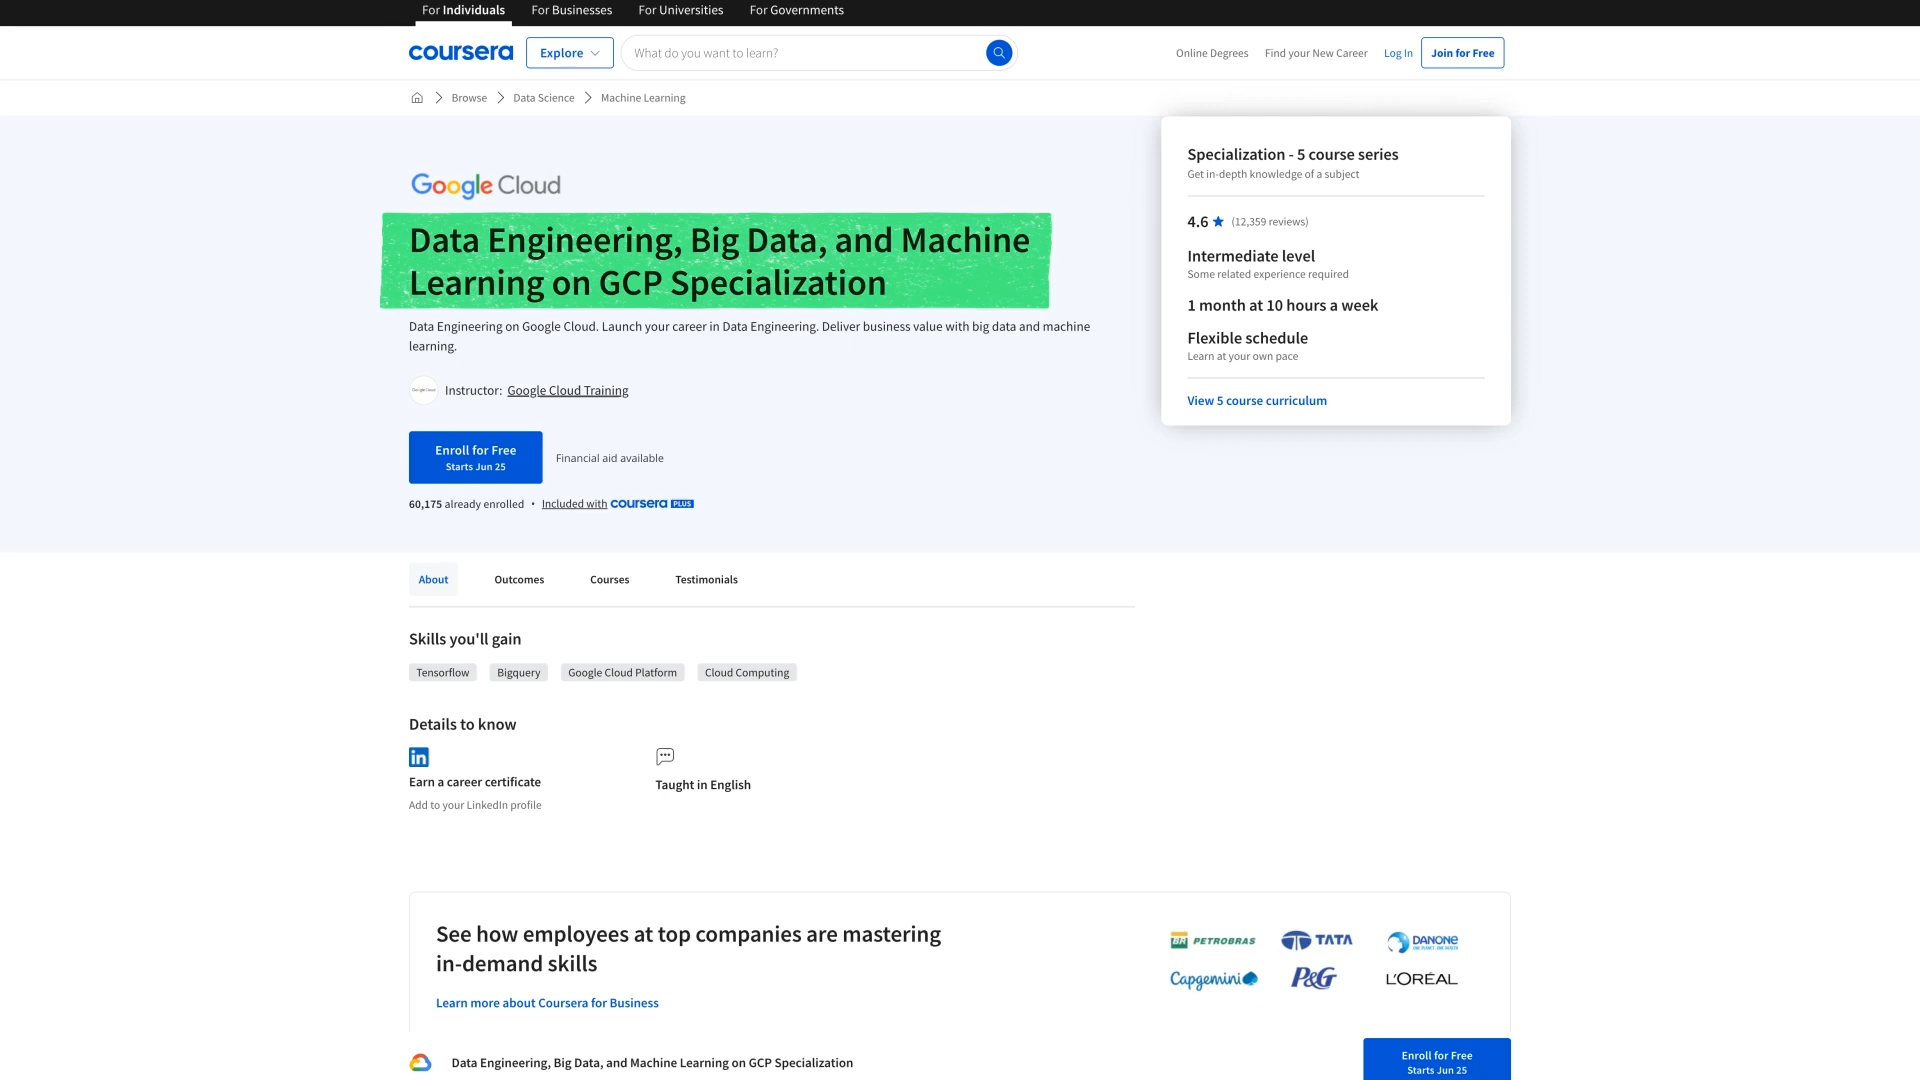 For Individuals For Businesses For Universities For Governments
coursera Explore What do you want to learn? Online Degrees Find your New Career Log In Join for Free
Browse Data Science Machine Learning
Google Cloud
Data Engineering, Big Data, and Machine
Learning on GCP Specialization
Data Engineering on Google Cloud. Launch your career in Data Engineering. Deliver business value with big data and machine
learning.
Instructor: Google Cloud Training
Enroll for Free
Starts Jun 25
Financial aid available
60,175 already enrolled • Included with coursera PLUS
Specialization - 5 course series
Get in-depth knowledge of a subject
4.6 (12,359 reviews)
Intermediate level
Some related experience required
1 month at 10 hours a week
Flexible schedule
Learn at your own pace
View 5 course curriculum
About Outcomes Courses Testimonials
Skills you'll gain
Tensorflow Bigquery Google Cloud Platform Cloud Computing
Details to know
in
Earn a career certificate
Add to your LinkedIn profile
Taught in English
See how employees at top companies are mastering
in-demand skills
Learn more about Coursera for Business
BR PETROBRAS TATA DANONE
Capgemini P&G L'ORÉAL
Data Engineering, Big Data, and Machine Learning on GCP Specialization
Enroll for Free
Starts Jun 25